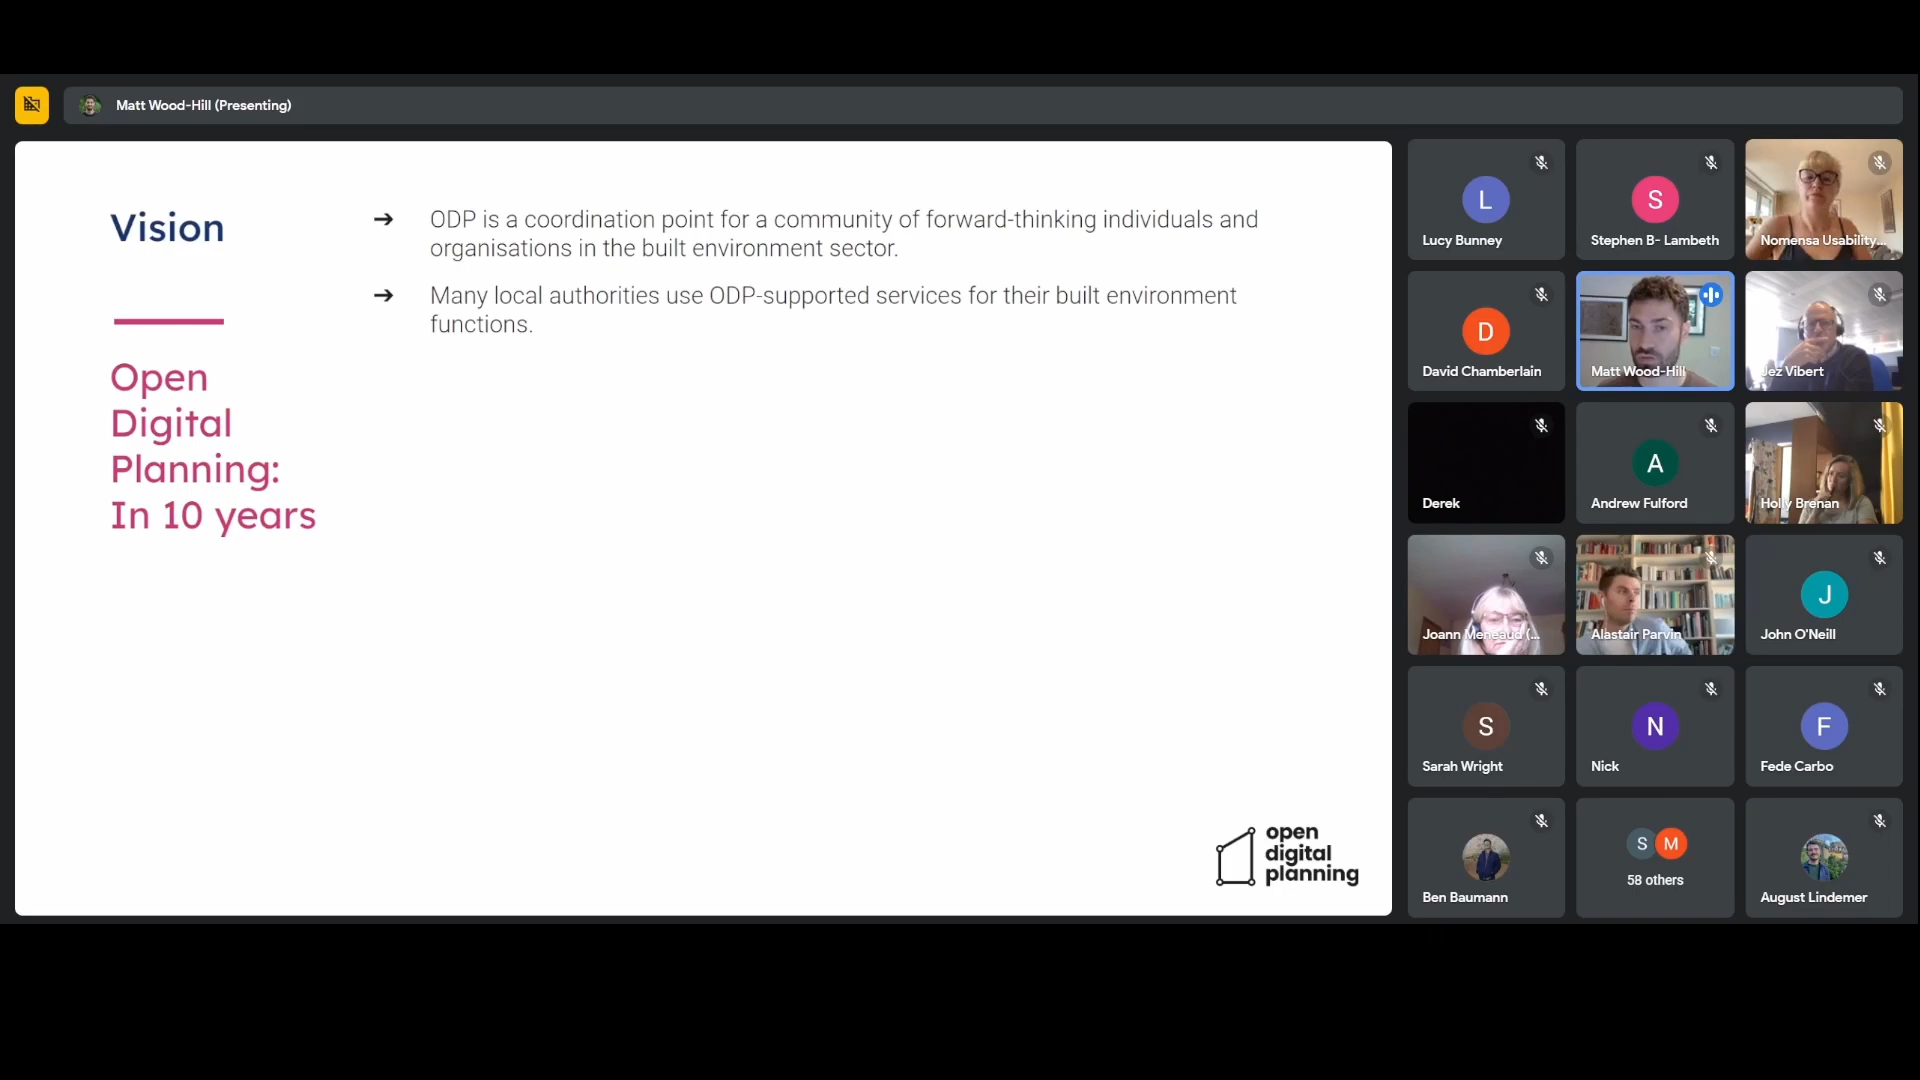 Matt Wood-Hill (Presenting)
Vision
Open
Digital
Planning:
In 10 years
➔ ODP is a coordination point for a community of forward-thinking individuals and
organisations in the built environment sector.
➔ Many local authorities use ODP-supported services for their built environment
functions.
open
digital
planning
L
Lucy Bunney
S
Stephen B- Lambeth
Nomensa Usability...
D
David Chamberlain
Matt Wood-Hill
Jez Vibert
Derek
A
Andrew Fulford
Holly Brenan
Joann Meneaud (...
Alastair Parvin
J
John O'Neill
S
Sarah Wright
N
Nick
F
Fede Carbo
Ben Baumann
S M
58 others
August Lindemer